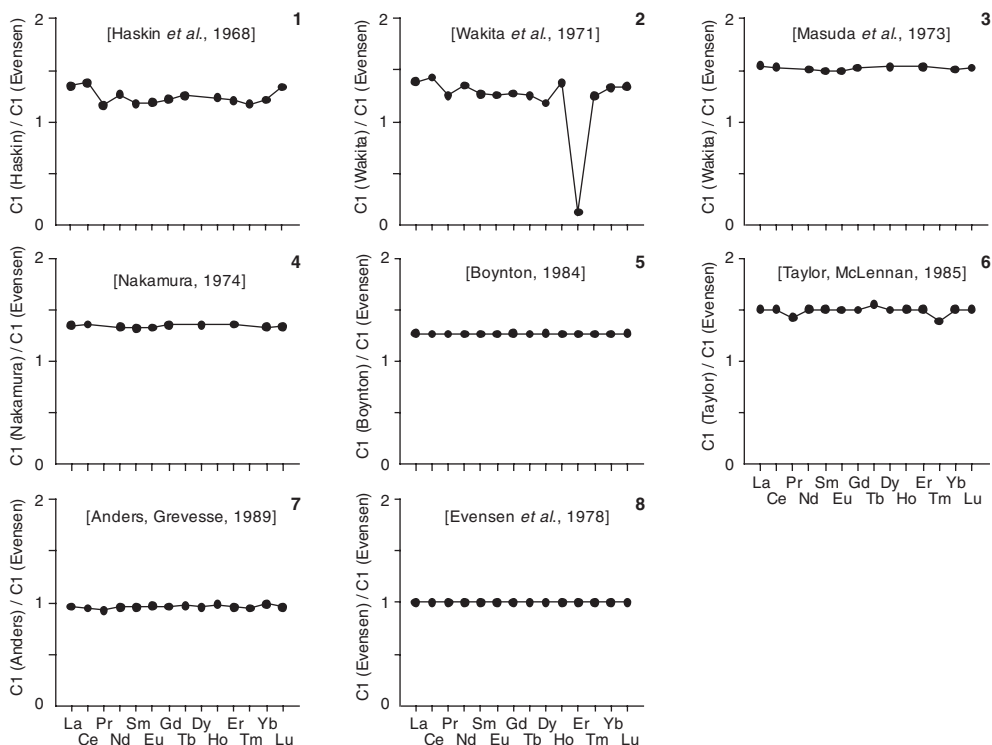 1
[Haskin et al., 1968]
C1 (Haskin) / C1 (Evensen)
2
1
0
2
[Wakita et al., 1971]
C1 (Wakita) / C1 (Evensen)
2
1
0
3
[Masuda et al., 1973]
C1 (Wakita) / C1 (Evensen)
2
1
0
4
[Nakamura, 1974]
C1 (Nakamura) / C1 (Evensen)
2
1
0
5
[Boynton, 1984]
C1 (Boynton) / C1 (Evensen)
2
1
0
6
[Taylor, McLennan, 1985]
C1 (Taylor) / C1 (Evensen)
2
1
0
La Pr Sm Gd Dy Er Yb
Ce Nd Eu Tb Ho Tm Lu
7
[Anders, Grevesse, 1989]
C1 (Anders) / C1 (Evensen)
2
1
0
La Pr Sm Gd Dy Er Yb
Ce Nd Eu Tb Ho Tm Lu
8
[Evensen et al., 1978]
C1 (Evensen) / C1 (Evensen)
2
1
0
La Pr Sm Gd Dy Er Yb
Ce Nd Eu Tb Ho Tm Lu